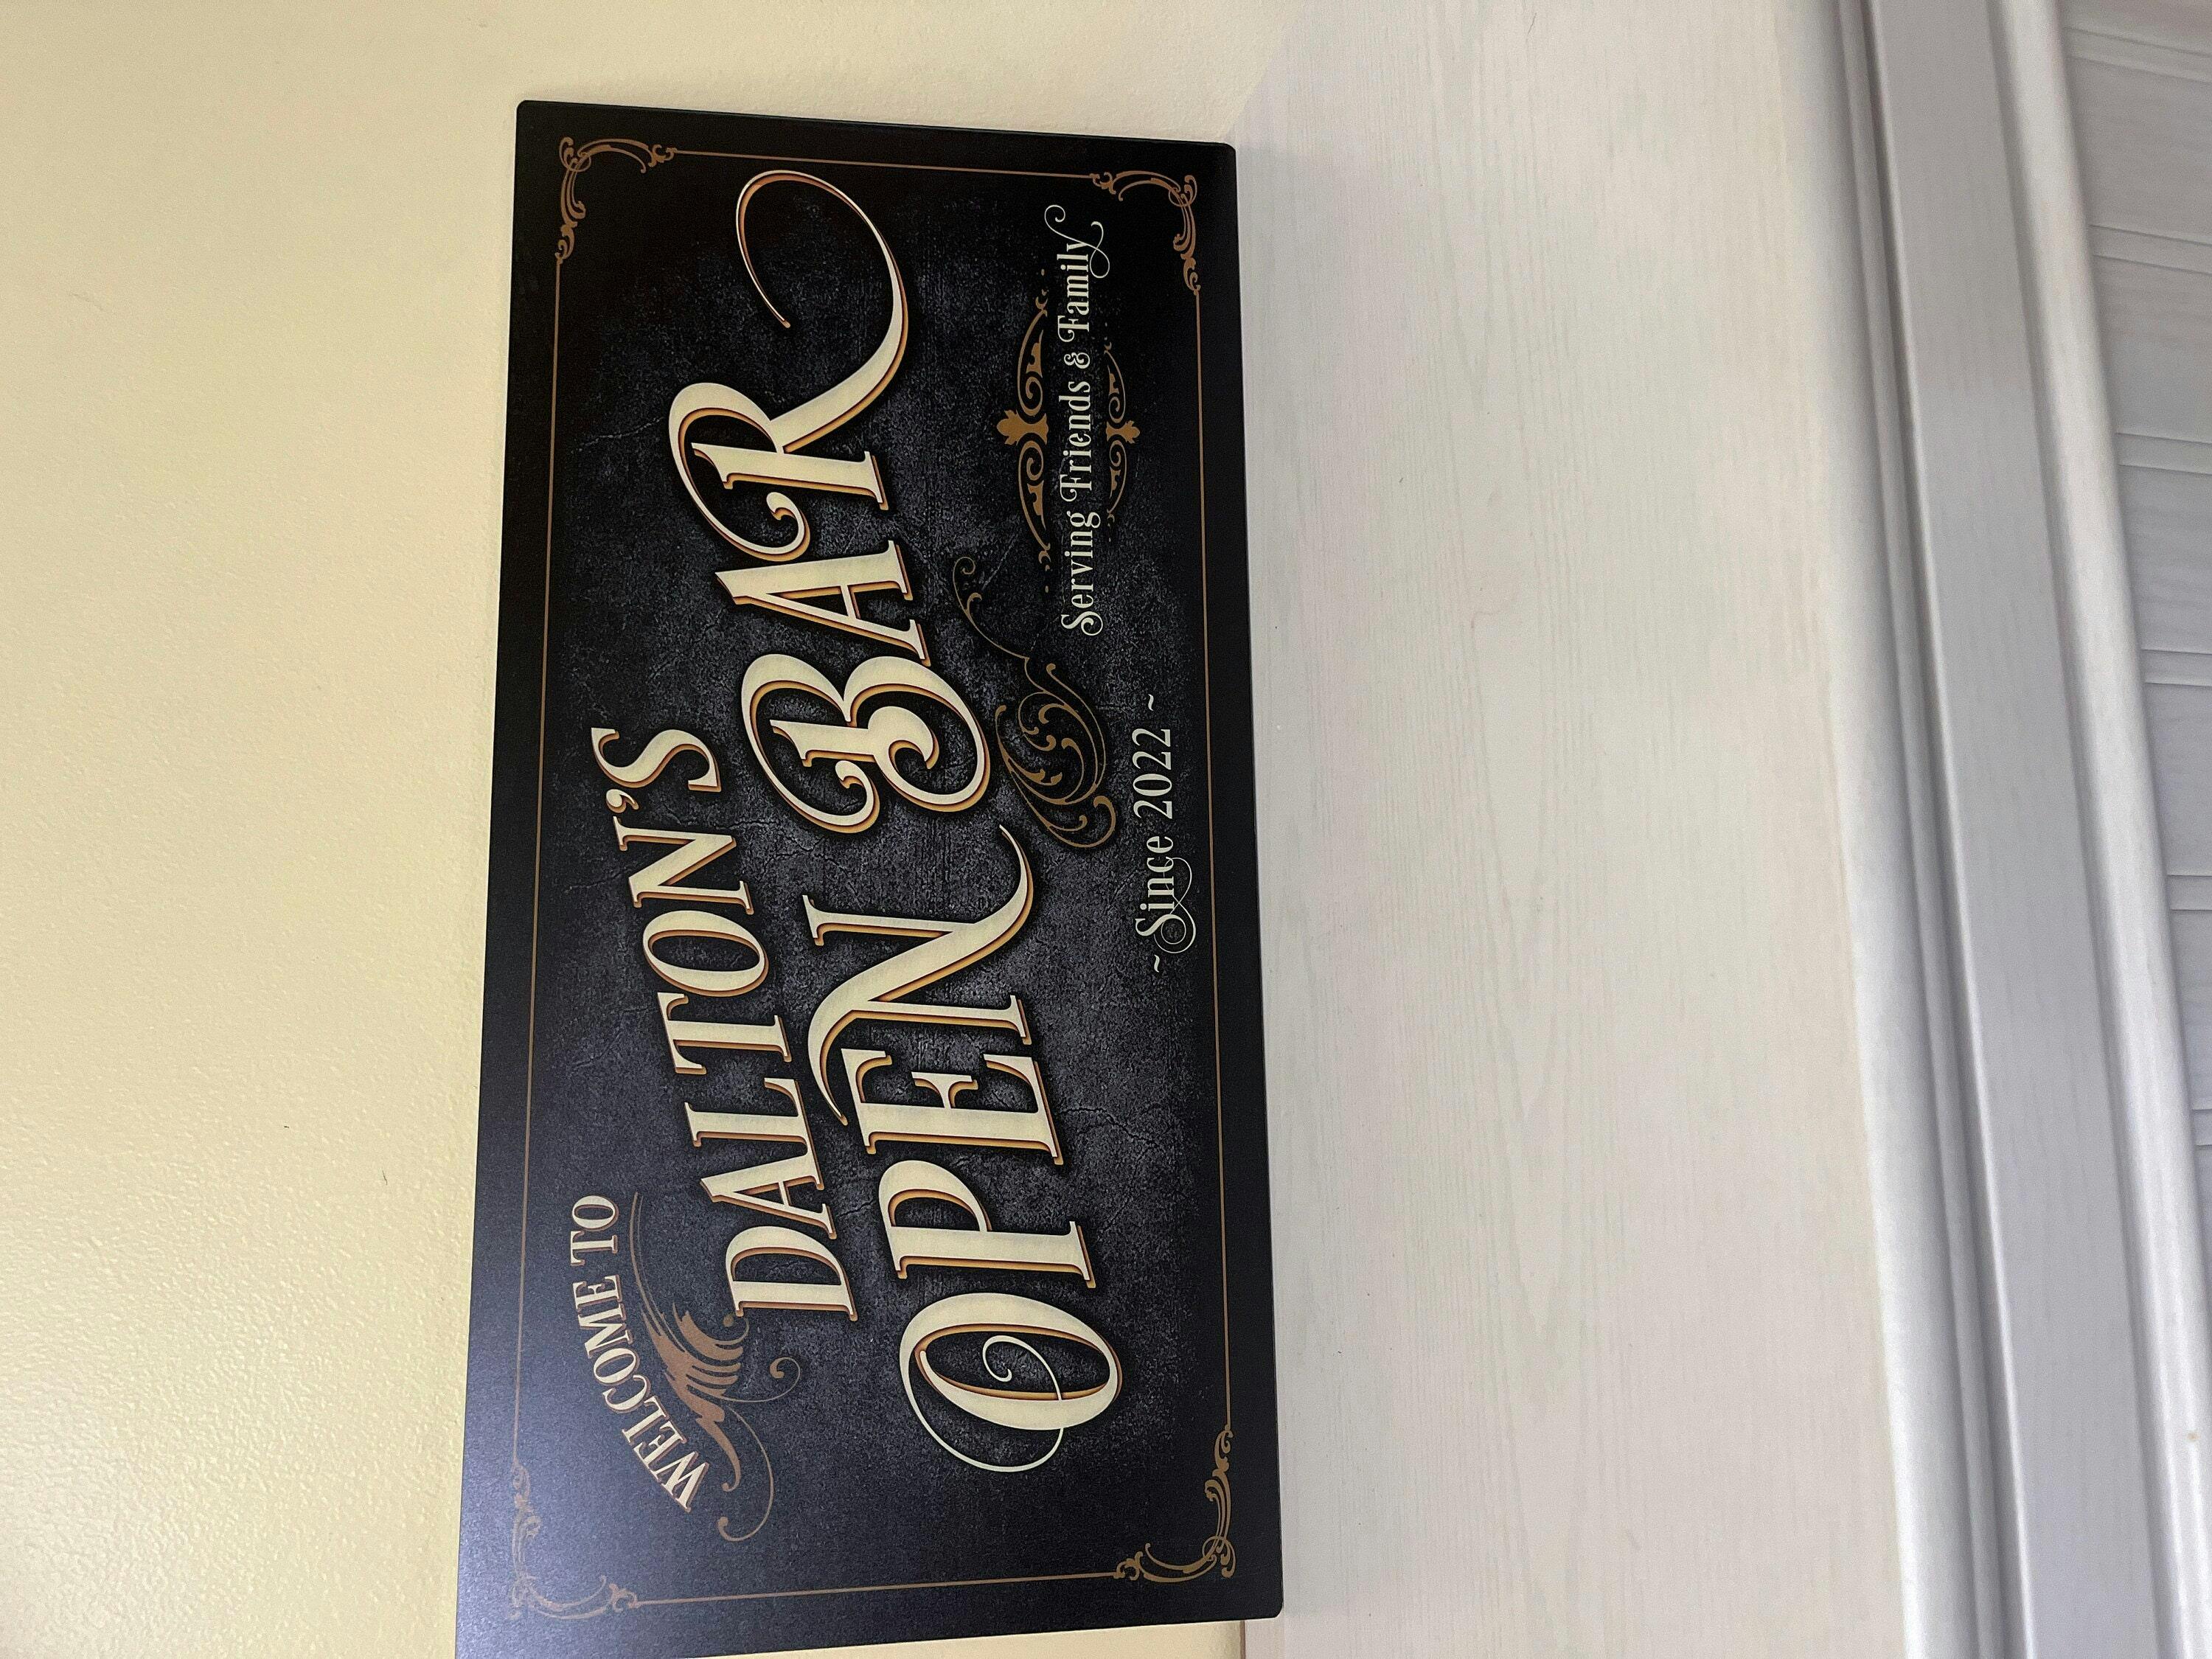 WELCOME TO
DALTON'S
OPEN BAR
Serving Friends & Family
~ Since 2022 ~